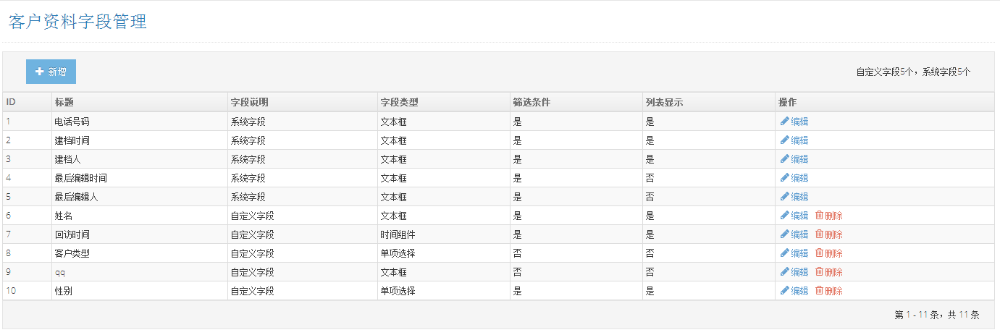 客户资料字段管理
新增
自定义字段5个，系统字段5个
ID 标题 字段说明 字段类型 筛选条件 列表显示 操作
1 电话号码 系统字段 文本框 是 是 编辑
2 建档时间 系统字段 文本框 是 是 编辑
3 建档人 系统字段 文本框 是 是 编辑
4 最后编辑时间 系统字段 文本框 是 否 编辑
5 最后编辑人 系统字段 文本框 是 否 编辑
6 姓名 自定义字段 文本框 是 是 编辑 删除
7 回访时间 自定义字段 时间组件 是 是 编辑 删除
8 客户类型 自定义字段 单项选择 否 否 编辑 删除
9 qq 自定义字段 文本框 否 否 编辑 删除
10 性别 自定义字段 单项选择 是 是 编辑 删除
第 1 - 11 条，共 11 条